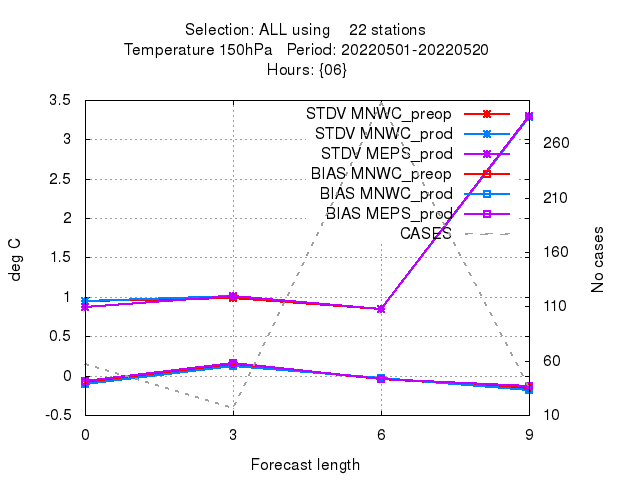 Selection: ALL using 22 stations
Temperature 150hPa Period: 20220501-20220520
Hours: {06}
STDV MNWC_preop
STDV MNWC_prod
STDV MEPS_prod
BIAS MNWC_preop
BIAS MNWC_prod
BIAS MEPS_prod
CASES
deg C
3.5
3
2.5
2
1.5
1
0.5
0
-0.5
260
210
160
110
60
10
No cases
0 3 6 9
Forecast length